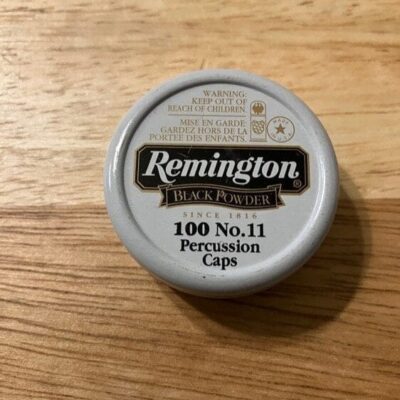 WARNING:
KEEP OUT OF
REACH OF CHILDREN.
MISE EN GARDE:
GARDEZ HORS DE LA
PORTEE DES ENFANTS.
Remington®
BLACK POWDER
SINCE 1816
100 No.11
Percussion
Caps